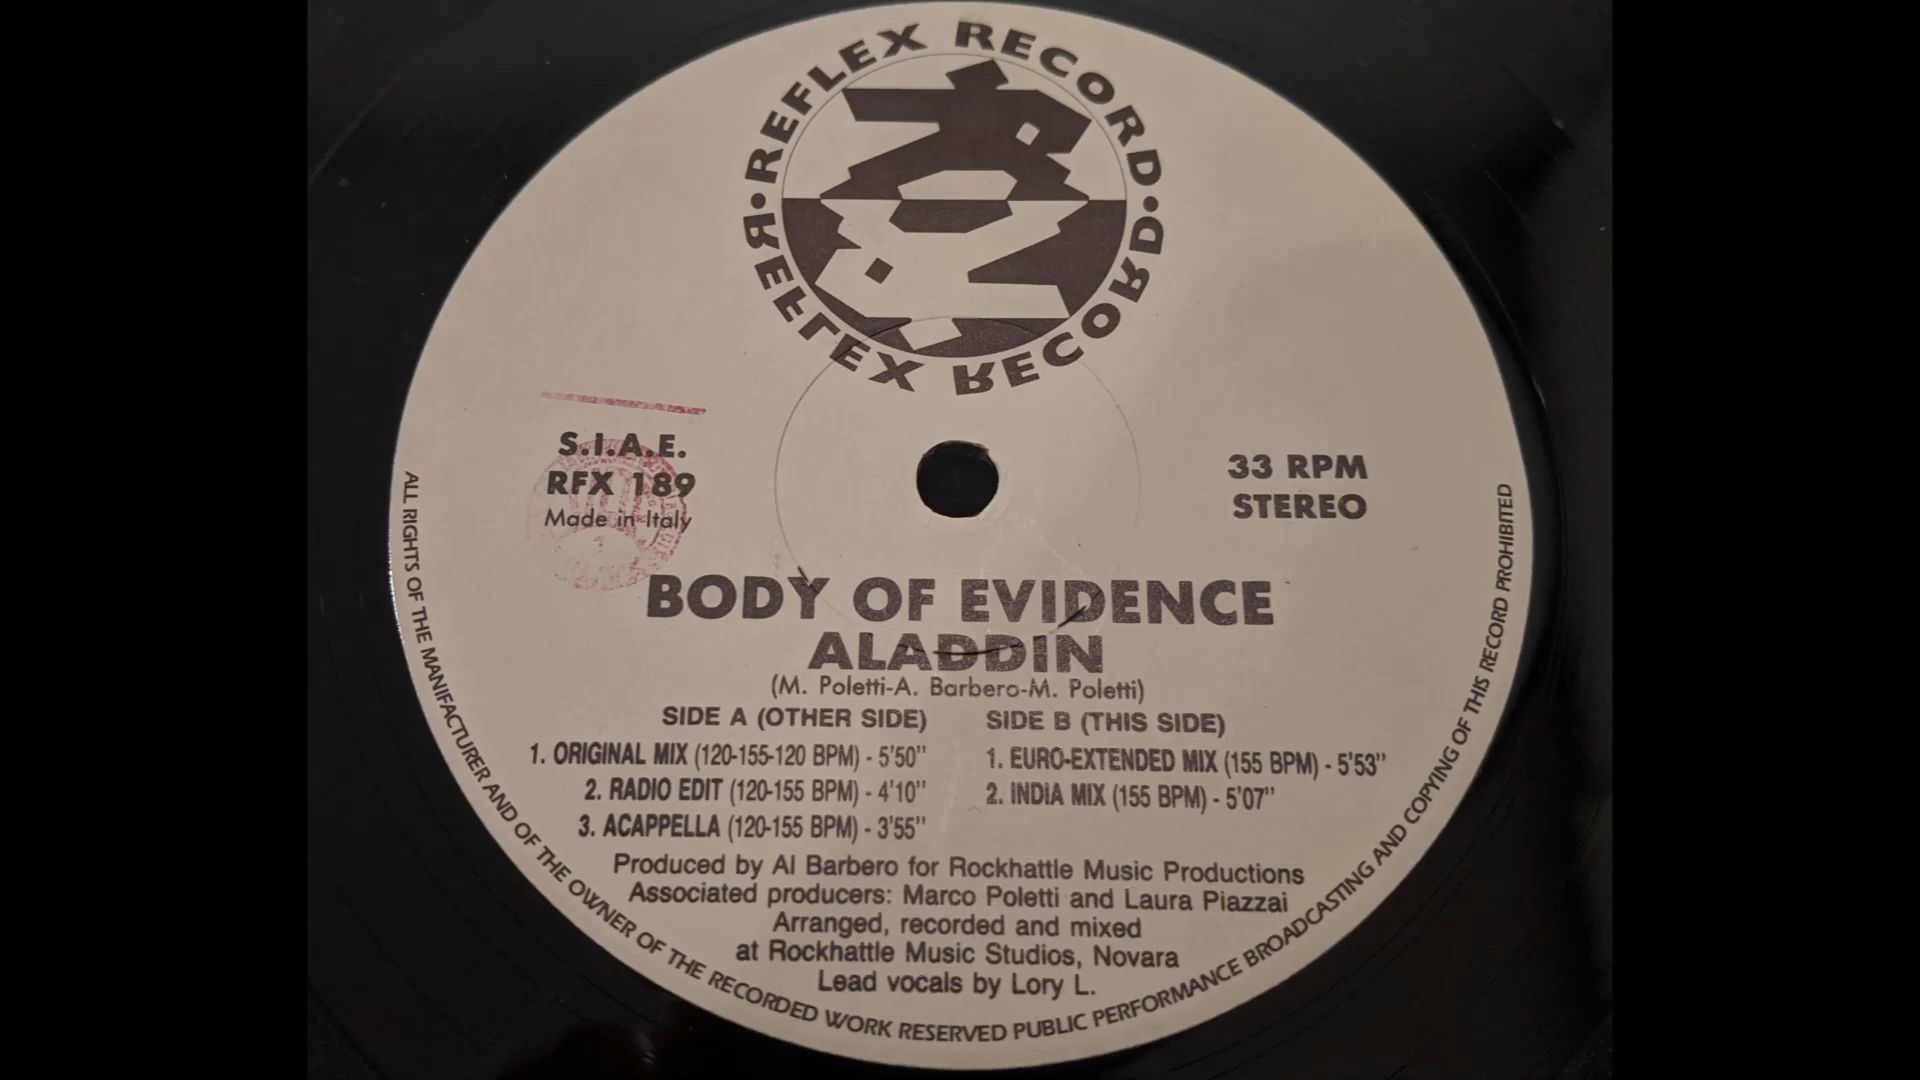 •REFLEX RECORD•
REFLEX RECORD
S.I.A.E.
RFX 189
Made in Italy
33 RPM
STEREO
BODY OF EVIDENCE
ALADDIN
(M. Poletti-A. Barbero-M. Poletti)
SIDE A (OTHER SIDE)
1. ORIGINAL MIX (120-155-120 BPM) - 5'50"
2. RADIO EDIT (120-155 BPM) - 4'10"
3. ACAPPELLA (120-155 BPM) - 3'55"
SIDE B (THIS SIDE)
1. EURO-EXTENDED MIX (155 BPM) - 5'53"
2. INDIA MIX (155 BPM) - 5'07"
Produced by Al Barbero for Rockhattle Music Productions
Associated producers: Marco Poletti and Laura Piazzai
Arranged, recorded and mixed
at Rockhattle Music Studios, Novara
Lead vocals by Lory L.
ALL RIGHTS OF THE MANIFACTURER AND OF THE OWNER OF THE RECORDED WORK RESERVED PUBLIC PERFORMANCE BROADCASTING AND COPYING OF THIS RECORD PROHIBITED